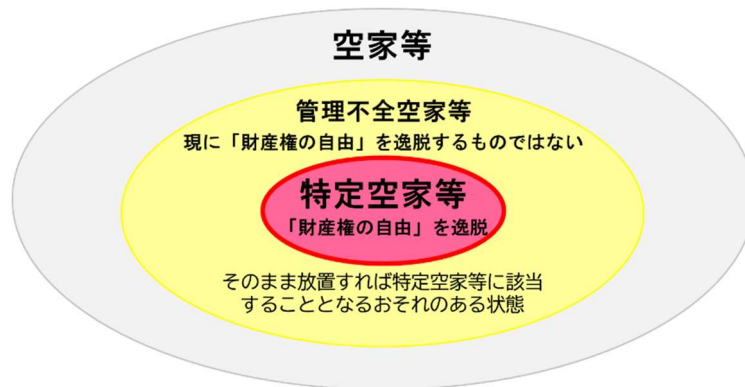 空家等
管理不全空家等
現に「財産権の自由」を逸脱するものではない
特定空家等
「財産権の自由」を逸脱
そのまま放置すれば特定空家等に該当
することとなるおそれのある状態